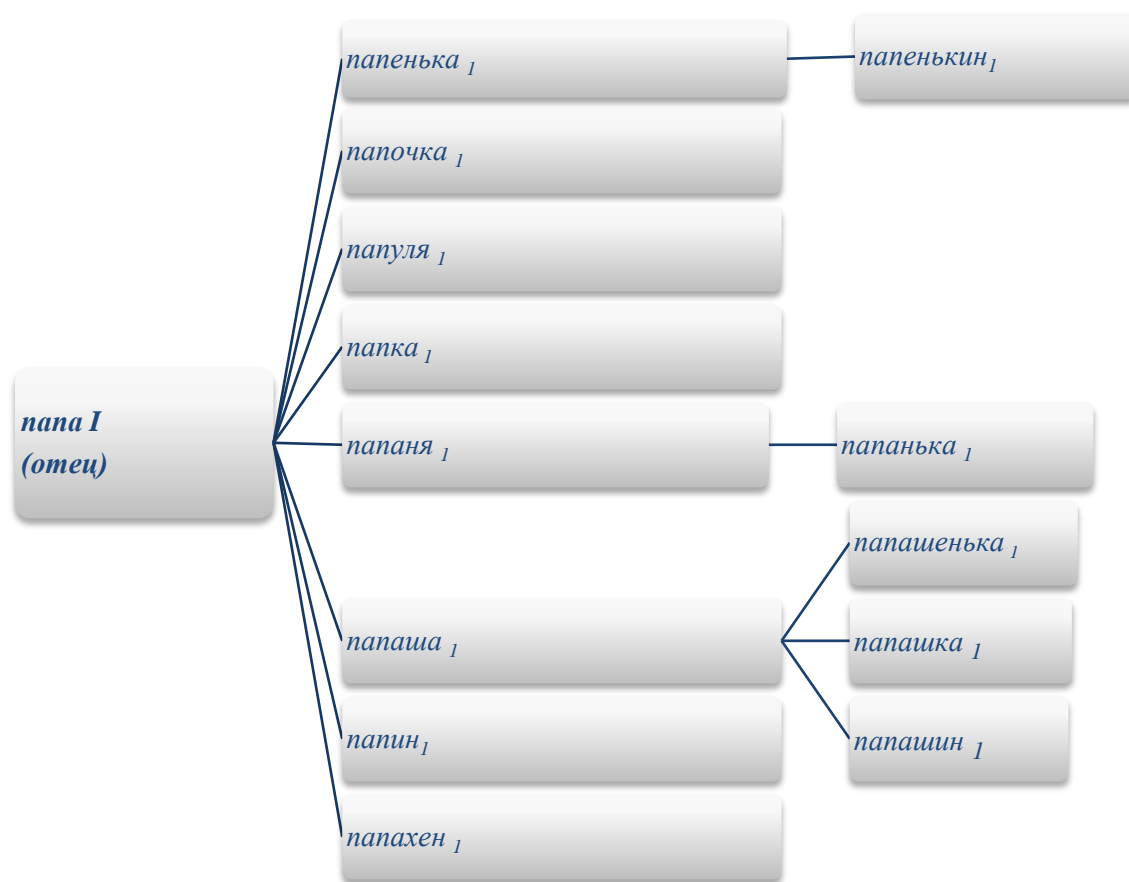 папенька 1
папенькин1
папочка 1
папуля 1
папка 1
папа I
(отец)
папаня 1
папанька 1
папашенька 1
папаша 1
папашка 1
папин1
папашин 1
папахен 1